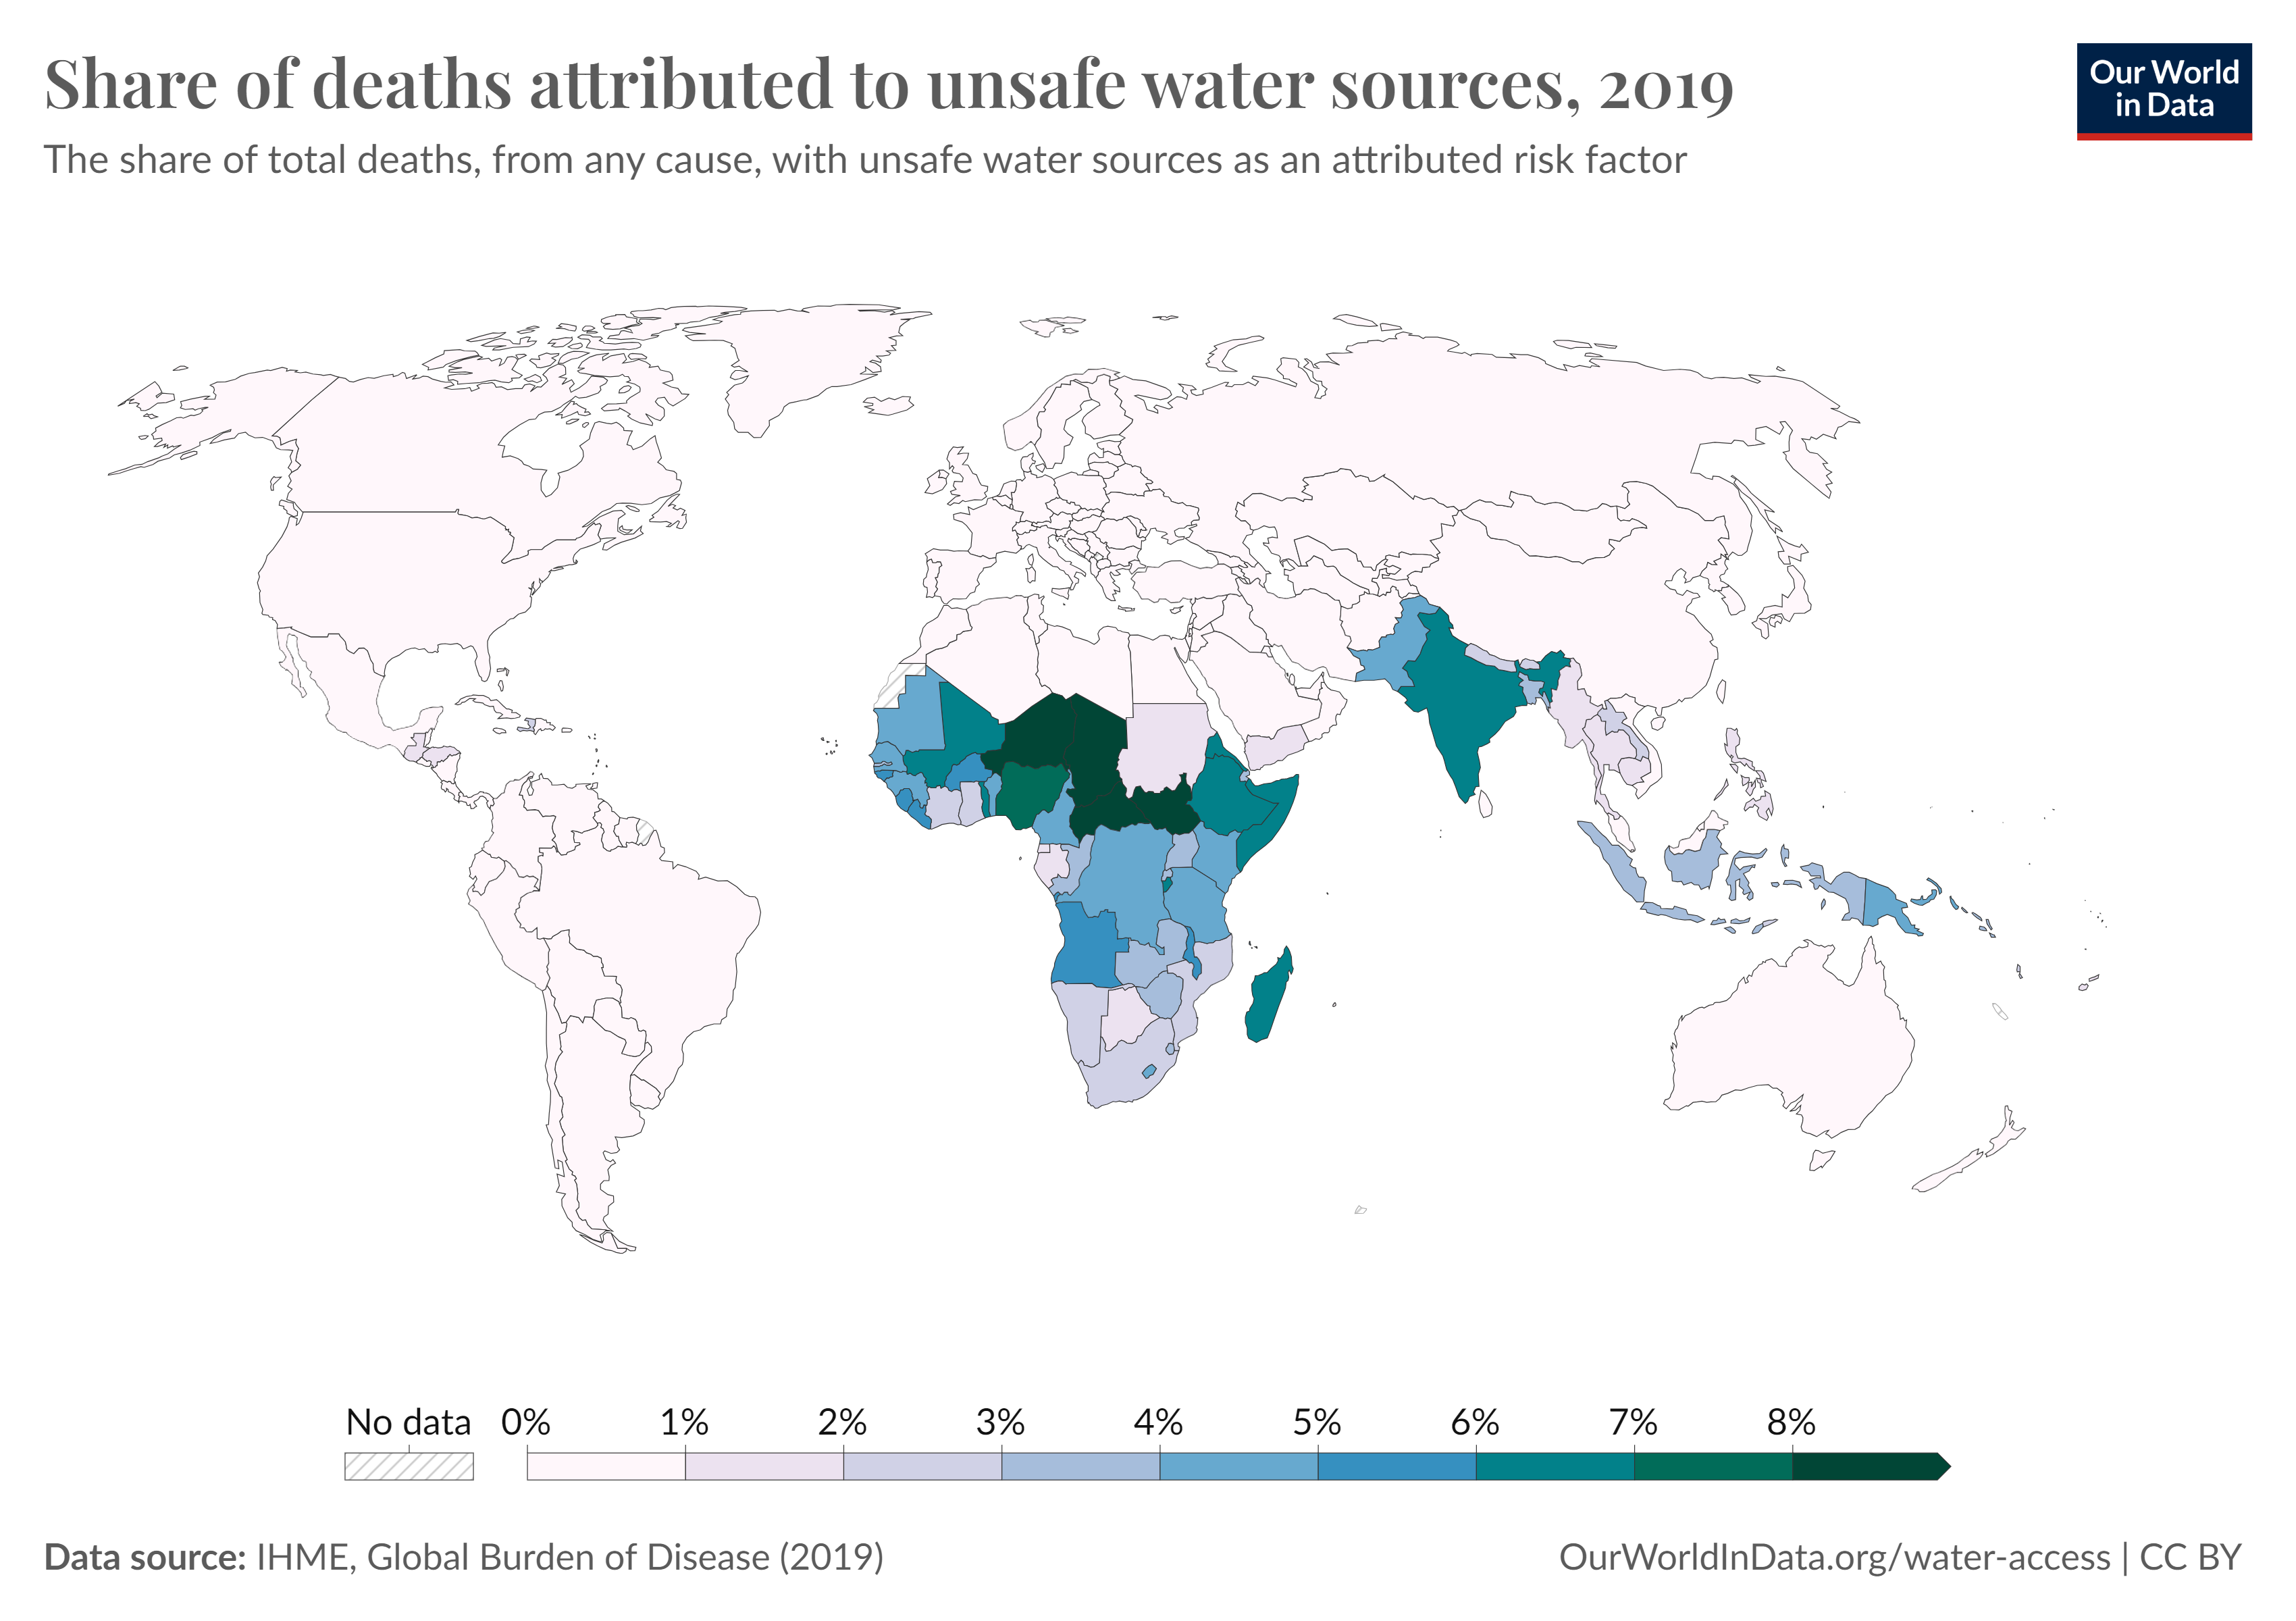 Share of deaths attributed to unsafe water sources, 2019
Our World
in Data
The share of total deaths, from any cause, with unsafe water sources as an attributed risk factor
No data 0% 1% 2% 3% 4% 5% 6% 7% 8%
Data source: IHME, Global Burden of Disease (2019)
OurWorldInData.org/water-access | CC BY